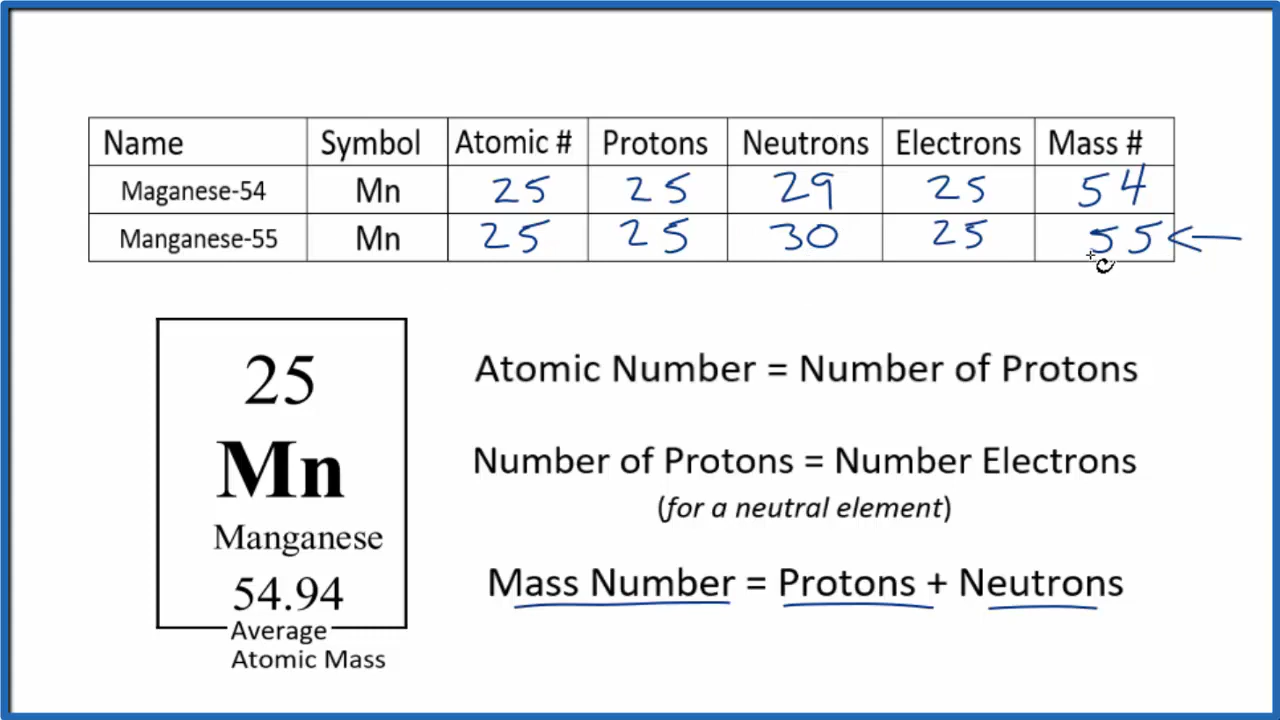 Name Symbol Atomic # Protons Neutrons Electrons Mass #
Maganese-54 Mn 25 25 29 25 54
Manganese-55 Mn 25 25 30 25 55
25
Mn
Manganese
54.94
Average
Atomic Mass
Atomic Number = Number of Protons
Number of Protons = Number Electrons
(for a neutral element)
Mass Number = Protons + Neutrons